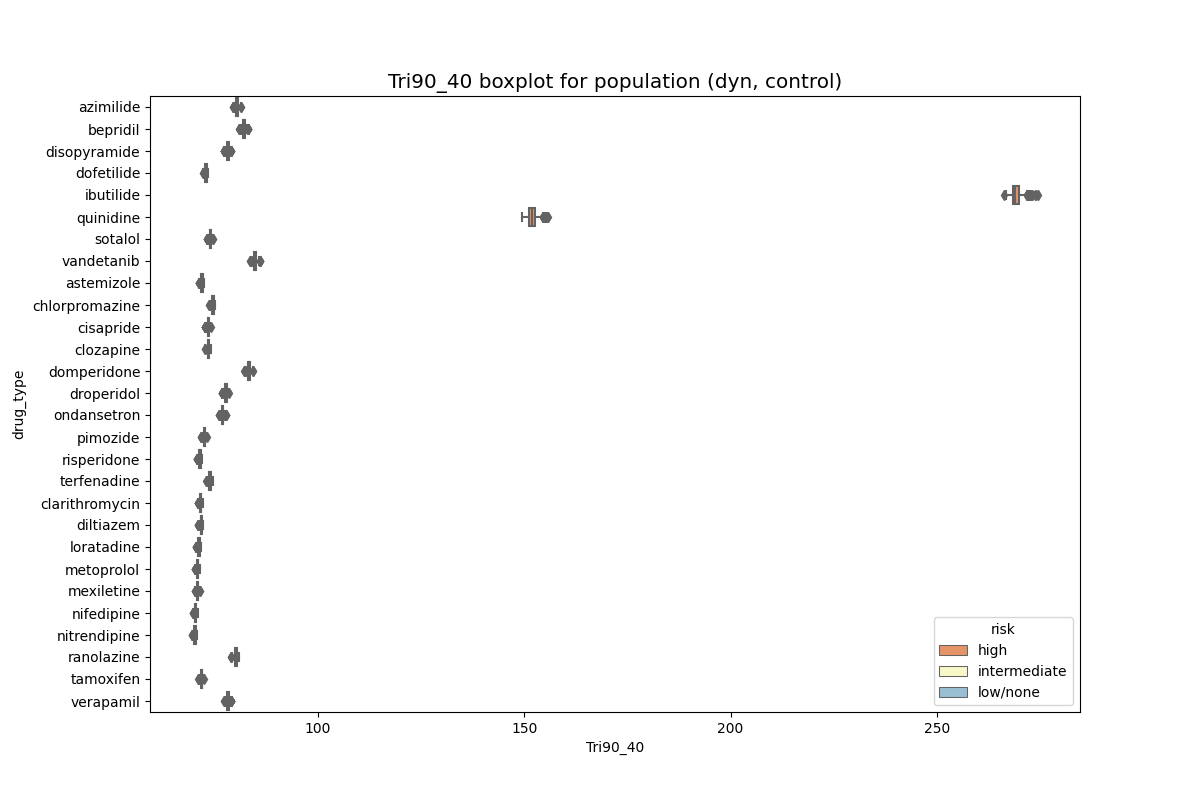 Tri90_40 boxplot for population (dyn, control)
azimilide
bepridil
disopyramide
dofetilide
ibutilide
quinidine
sotalol
vandetanib
astemizole
chlorpromazine
cisapride
clozapine
domperidone
droperidol
ondansetron
pimozide
risperidone
terfenadine
clarithromycin
diltiazem
loratadine
metoprolol
mexiletine
nifedipine
nitrendipine
ranolazine
tamoxifen
verapamil
drug_type
risk
high
intermediate
low/none
100 150 200 250
Tri90_40